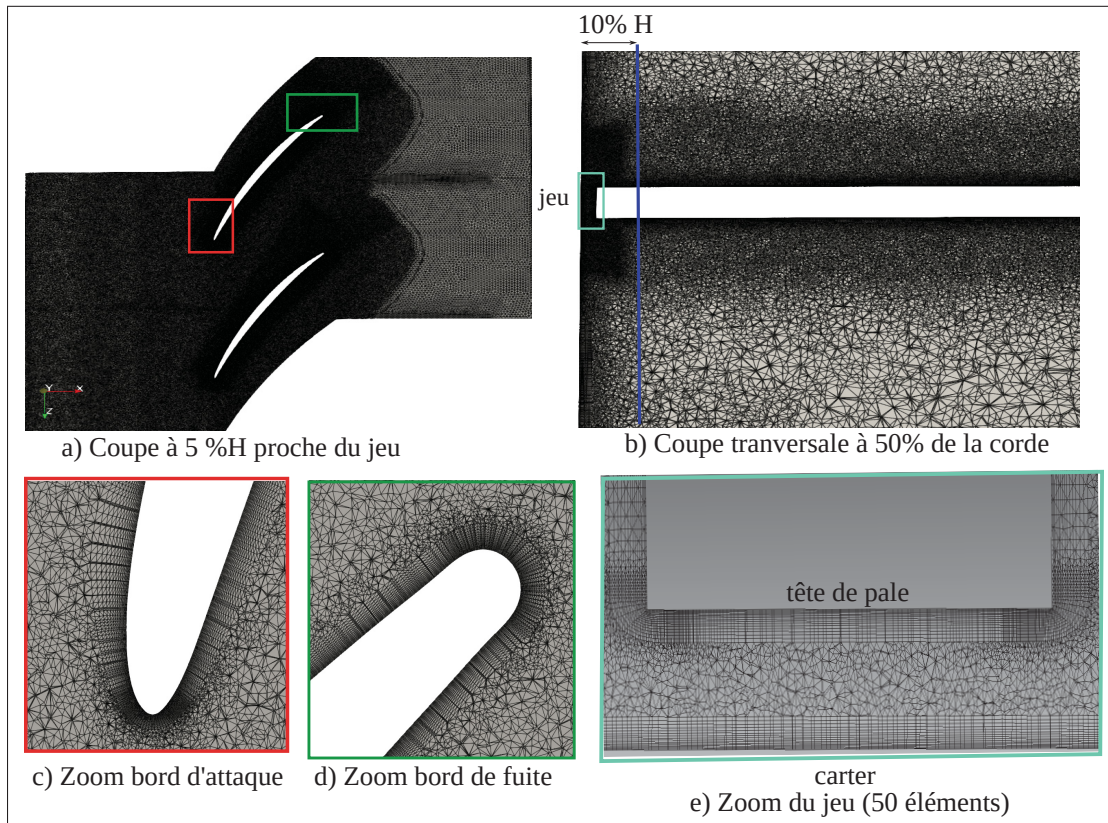 10% H
jeu
Y
X
Z
a) Coupe à 5 %H proche du jeu
b) Coupe tranversale à 50% de la corde
tête de pale
c) Zoom bord d'attaque
d) Zoom bord de fuite
carter
e) Zoom du jeu (50 éléments)